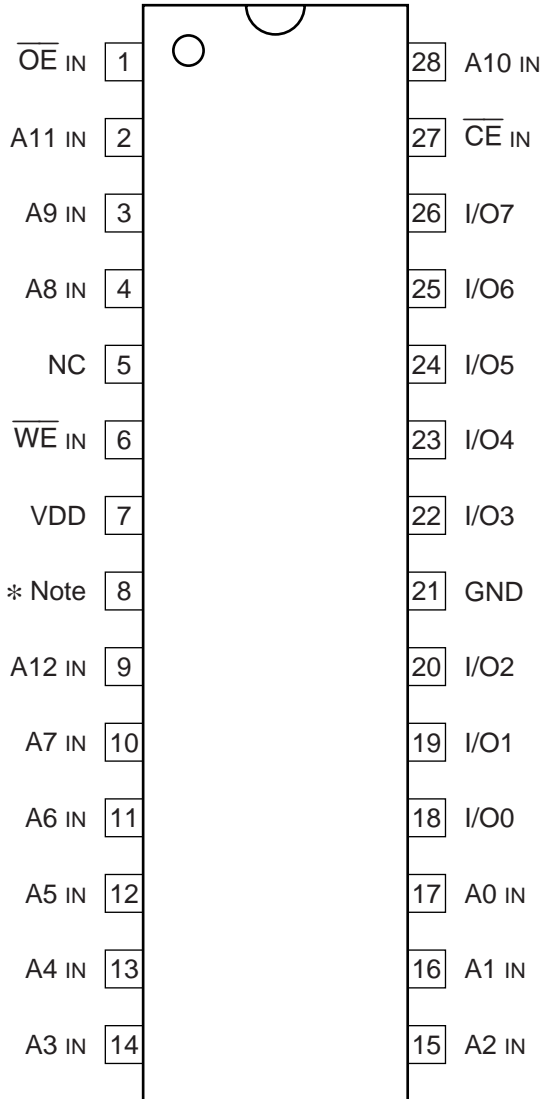 O̅E̅ IN 1 28 A10 IN
A11 IN 2 27 C̅E̅ IN
A9 IN 3 26 I/O7
A8 IN 4 25 I/O6
NC 5 24 I/O5
W̅E̅ IN 6 23 I/O4
VDD 7 22 I/O3
* Note 8 21 GND
A12 IN 9 20 I/O2
A7 IN 10 19 I/O1
A6 IN 11 18 I/O0
A5 IN 12 17 A0 IN
A4 IN 13 16 A1 IN
A3 IN 14 15 A2 IN